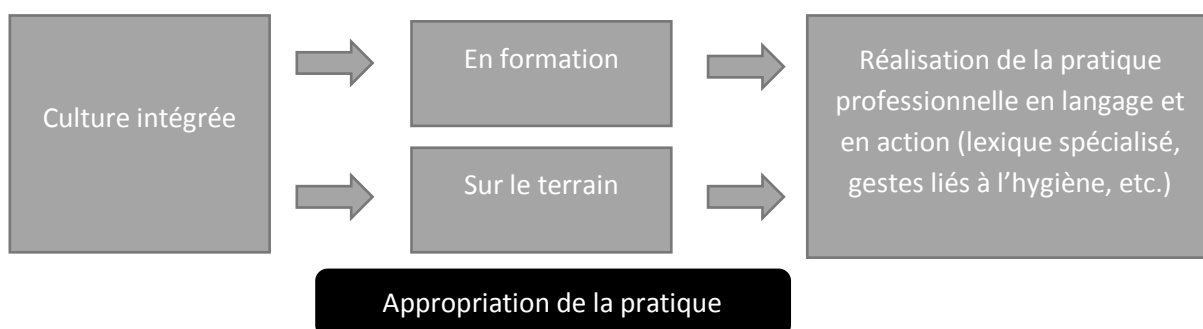 Culture intégrée
En formation
Sur le terrain
Réalisation de la pratique
professionnelle en langage et
en action (lexique spécialisé,
gestes liés à l’hygiène, etc.)
Appropriation de la pratique